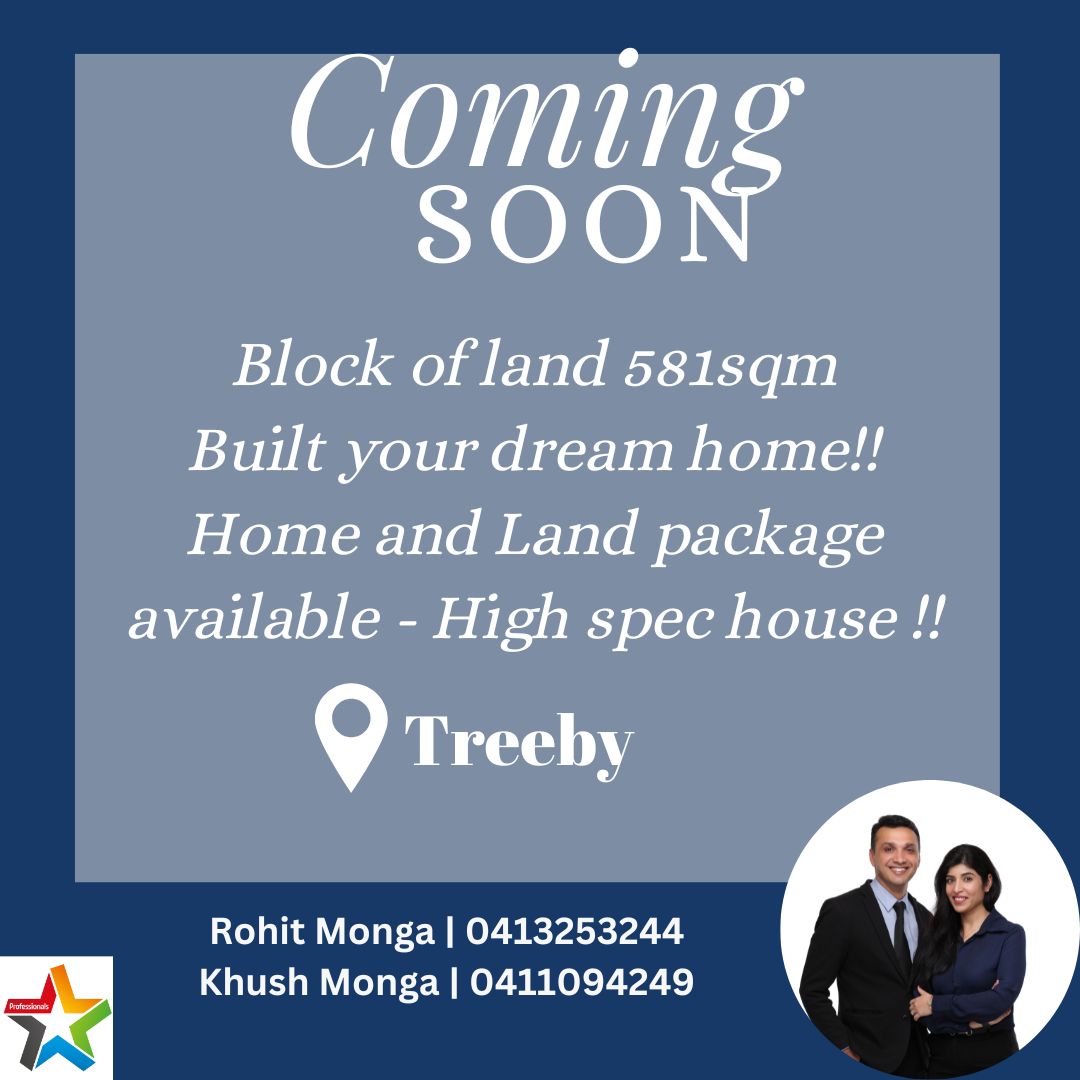 Coming
SOON
Block of land 581sqm
Built your dream home!!
Home and Land package
available - High spec house !!
Treeby
Rohit Monga | 0413253244
Khush Monga | 0411094249
Professionals